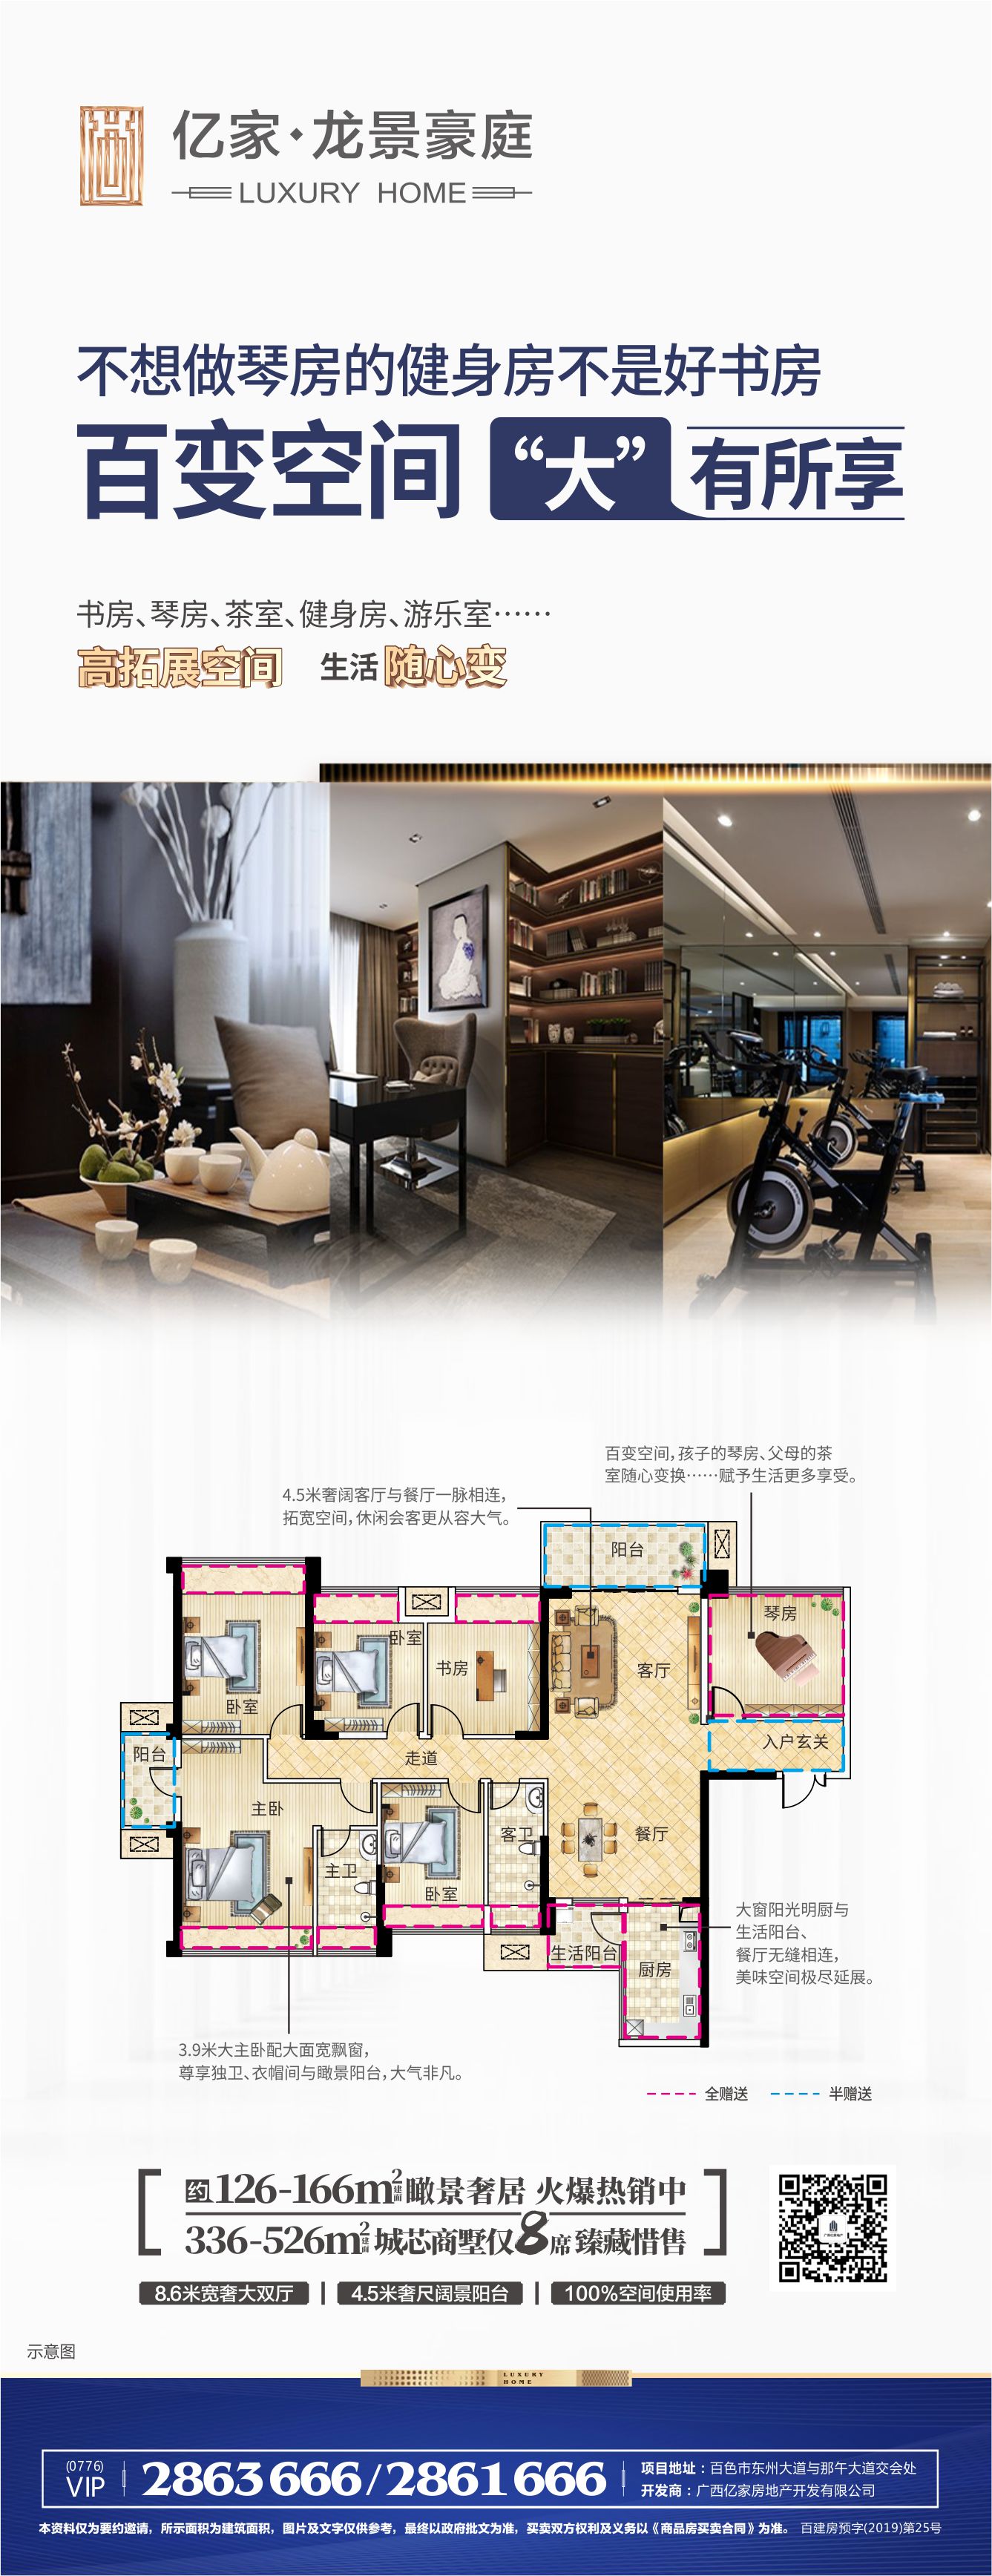 亿家·龙景豪庭
LUXURY HOME
不想做琴房的健身房不是好书房
百变空间“大”有所享
书房、琴房、茶室、健身房、游乐室……
高拓展空间 生活随心变
百变空间,孩子的琴房、父母的茶
室随心变换……赋予生活更多享受。
4.5米奢阔客厅与餐厅一脉相连,
拓宽空间,休闲会客更从容大气。
阳台
琴房
卧室
书房
客厅
卧室
入户玄关
阳台
走道
主卧
客卫
餐厅
主卫
卧室
大窗阳光明厨与
生活阳台、
餐厅无缝相连,
美味空间极尽延展。
生活阳台
厨房
3.9米大主卧配大面宽飘窗,
尊享独卫、衣帽间与瞰景阳台,大气非凡。
全赠送 半赠送
约126-166m²建面瞰景奢居 火爆热销中
336-526m²建面城芯商墅仅8席臻藏惜售
8.6米宽奢大双厅 | 4.5米奢尺阔景阳台 | 100%空间使用率
示意图
LUXURY
HOME
(0776)
VIP
2863 666/2861 666
项目地址：百色市东州大道与那午大道交会处
开发商：广西亿家房地产开发有限公司
本资料仅为要约邀请，所示面积为建筑面积，图片及文字仅供参考，最终以政府批文为准，买卖双方权利及义务以《商品房买卖合同》为准。 百建房预字(2019)第25号